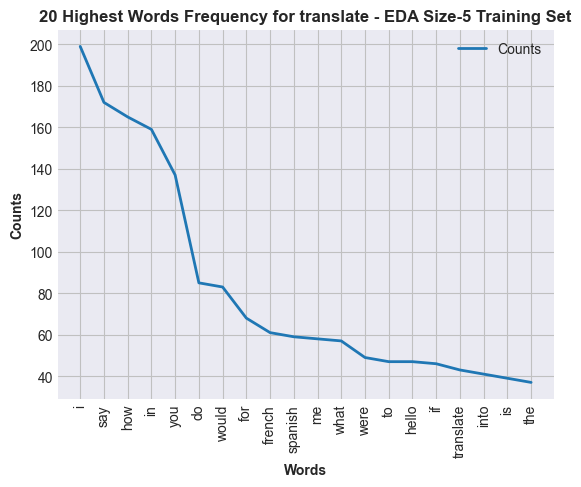 20 Highest Words Frequency for translate - EDA Size-5 Training Set
Counts
200
180
160
140
120
100
80
60
40
Counts
i
say
how
in
you
do
would
for
french
spanish
me
what
were
to
hello
if
translate
into
is
the
Words